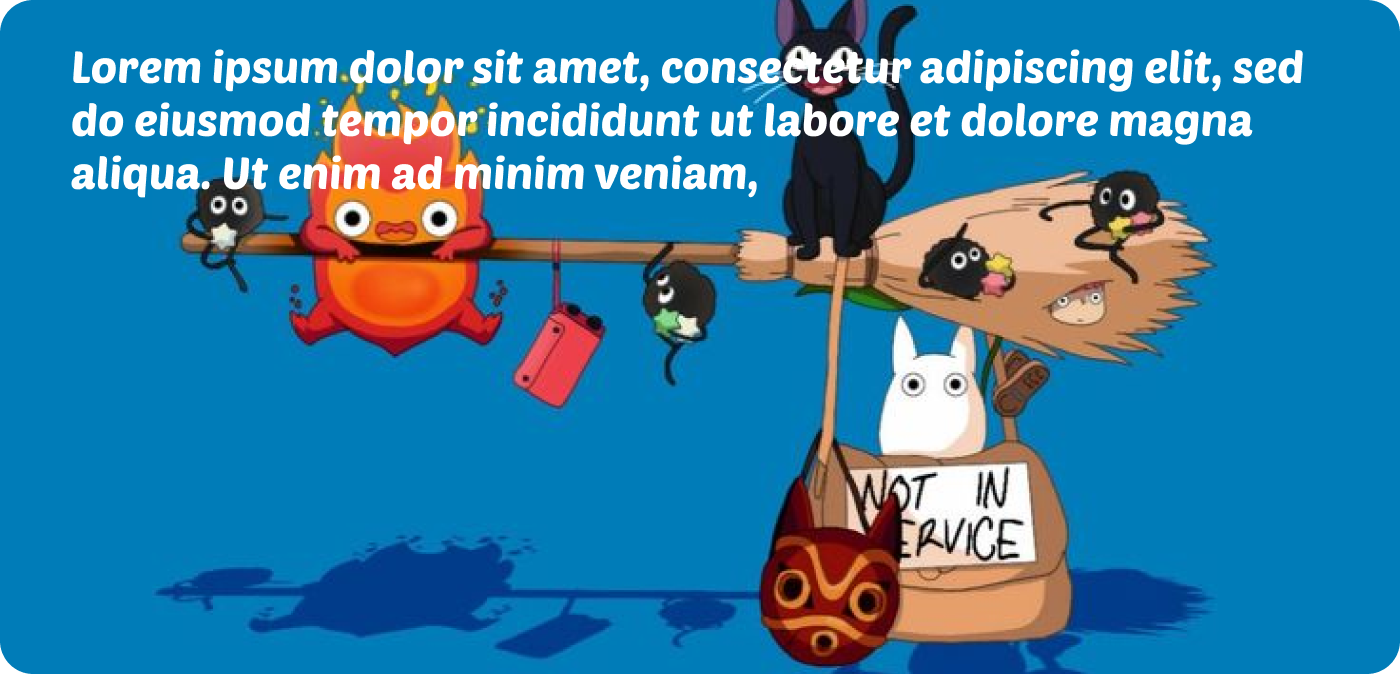 Lorem ipsum dolor sit amet, consectetur adipiscing elit, sed
do eiusmod tempor incididunt ut labore et dolore magna
aliqua. Ut enim ad minim veniam,
NOT IN
ERVICE